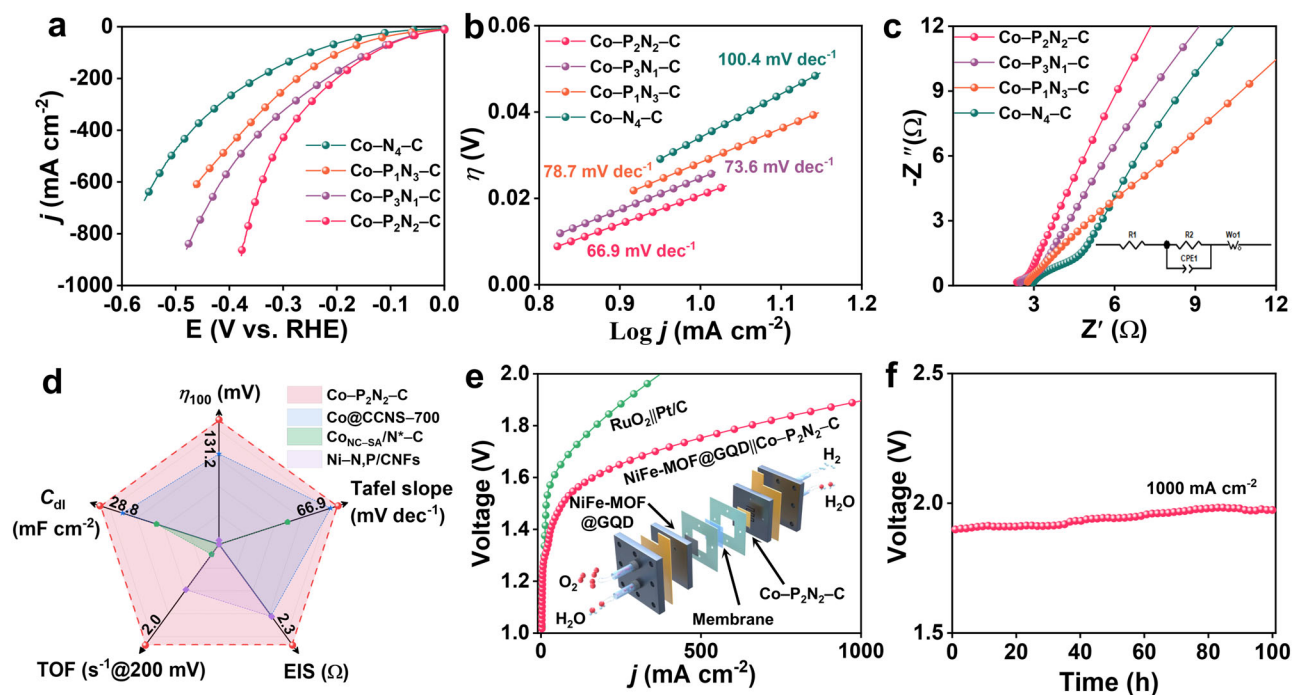 a
0
-200
-400
-600
-800
-1000
j (mA cm⁻²)
Co–N₄–C
Co–P₁N₃–C
Co–P₃N₁–C
Co–P₂N₂–C
-0.6
-0.5
-0.4
-0.3
-0.2
-0.1
0.0
E (V vs. RHE)
b
0.06
0.04
0.02
0.00
η (V)
Co–P₂N₂–C
Co–P₃N₁–C
Co–P₁N₃–C
Co–N₄–C
100.4 mV dec⁻¹
78.7 mV dec⁻¹
73.6 mV dec⁻¹
66.9 mV dec⁻¹
0.8
0.9
1.0
1.1
1.2
Log j (mA cm⁻²)
c
12
9
6
3
0
-Z″(Ω)
Co–P₂N₂–C
Co–P₃N₁–C
Co–P₁N₃–C
Co–N₄–C
R1
R2
Wo1
CPE1
3
6
9
12
Z′ (Ω)
d
η₁₀₀ (mV)
131.2
Co–P₂N₂–C
Co@CCNS–700
Co_NC–SA/N*–C
Ni–N,P/CNFs
Tafel slope
(mV dec⁻¹)
66.9
C_dl
(mF cm⁻²)
28.8
2.0
2.3
TOF (s⁻¹@200 mV)
EIS (Ω)
e
2.0
1.8
1.6
1.4
1.2
1.0
Voltage (V)
RuO₂||Pt/C
NiFe-MOF@GQD||Co–P₂N₂–C
NiFe-MOF
@GQD
H₂
H₂O
O₂
H₂O
Membrane
Co–P₂N₂–C
0
500
1000
j (mA cm⁻²)
f
2.5
2.0
1.5
Voltage (V)
1000 mA cm⁻²
0
20
40
60
80
100
Time (h)